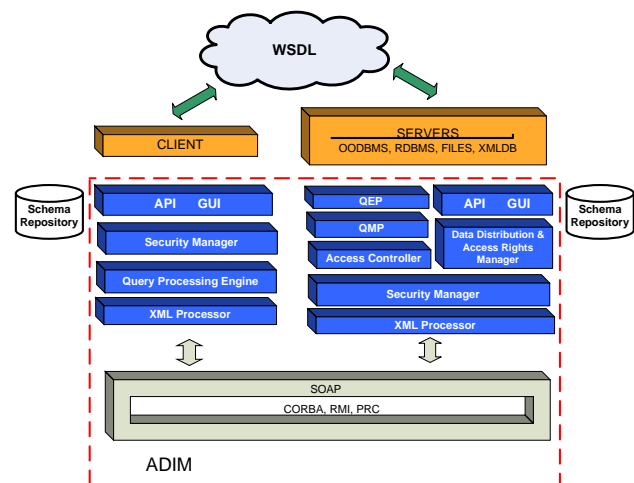 WSDL
CLIENT
SERVERS
OODBMS, RDBMS, FILES, XMLDB
Schema
Repository
API GUI
Security Manager
Query Processing Engine
XML Processor
QEP
QMP
Access Controller
API GUI
Data Distribution &
Access Rights
Manager
Security Manager
XML Processor
Schema
Repository
SOAP
CORBA, RMI, PRC
ADIM